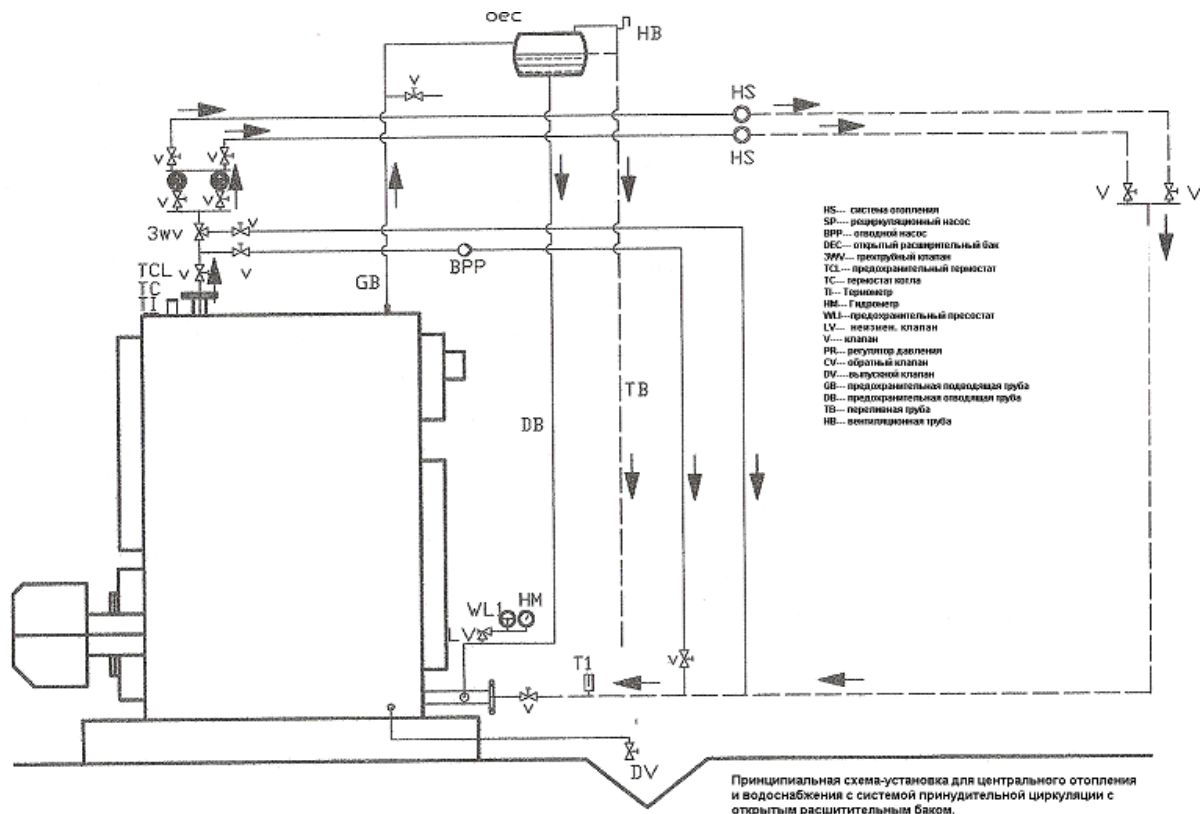 oec
HB
V
HS
HS
V
V
V
V
V
V
3wv
V
TCL
V
V
TC
TI
BPP
GB
HS--- система отопления
SP---- рециркуляционный насос
BPP--- отводной насос
DEC--- открытый расширительный бак
3WV--- трехтрубный клапан
TCL---предохранительный термостат
TC--- термостат котла
TI--- Термометр
HM--- Гидрометр
WLI---предохранительный пресостат
LV--- неизмен. клапан
V---- клапан
PR--- регулятор давления
CV--- обратный клапан
DV----выпускной клапан
GB--- предохранительная подводящая труба
DB--- предохранительная отводящая труба
TB--- переливная труба
HB--- вентиляционная труба
TB
DB
WL1
HM
LV
T1
V
V
DV
Принципиальная схема-установка для центрального отопления
и водоснабжения с системой принудительной циркуляции с
открытым расшитительным баком.